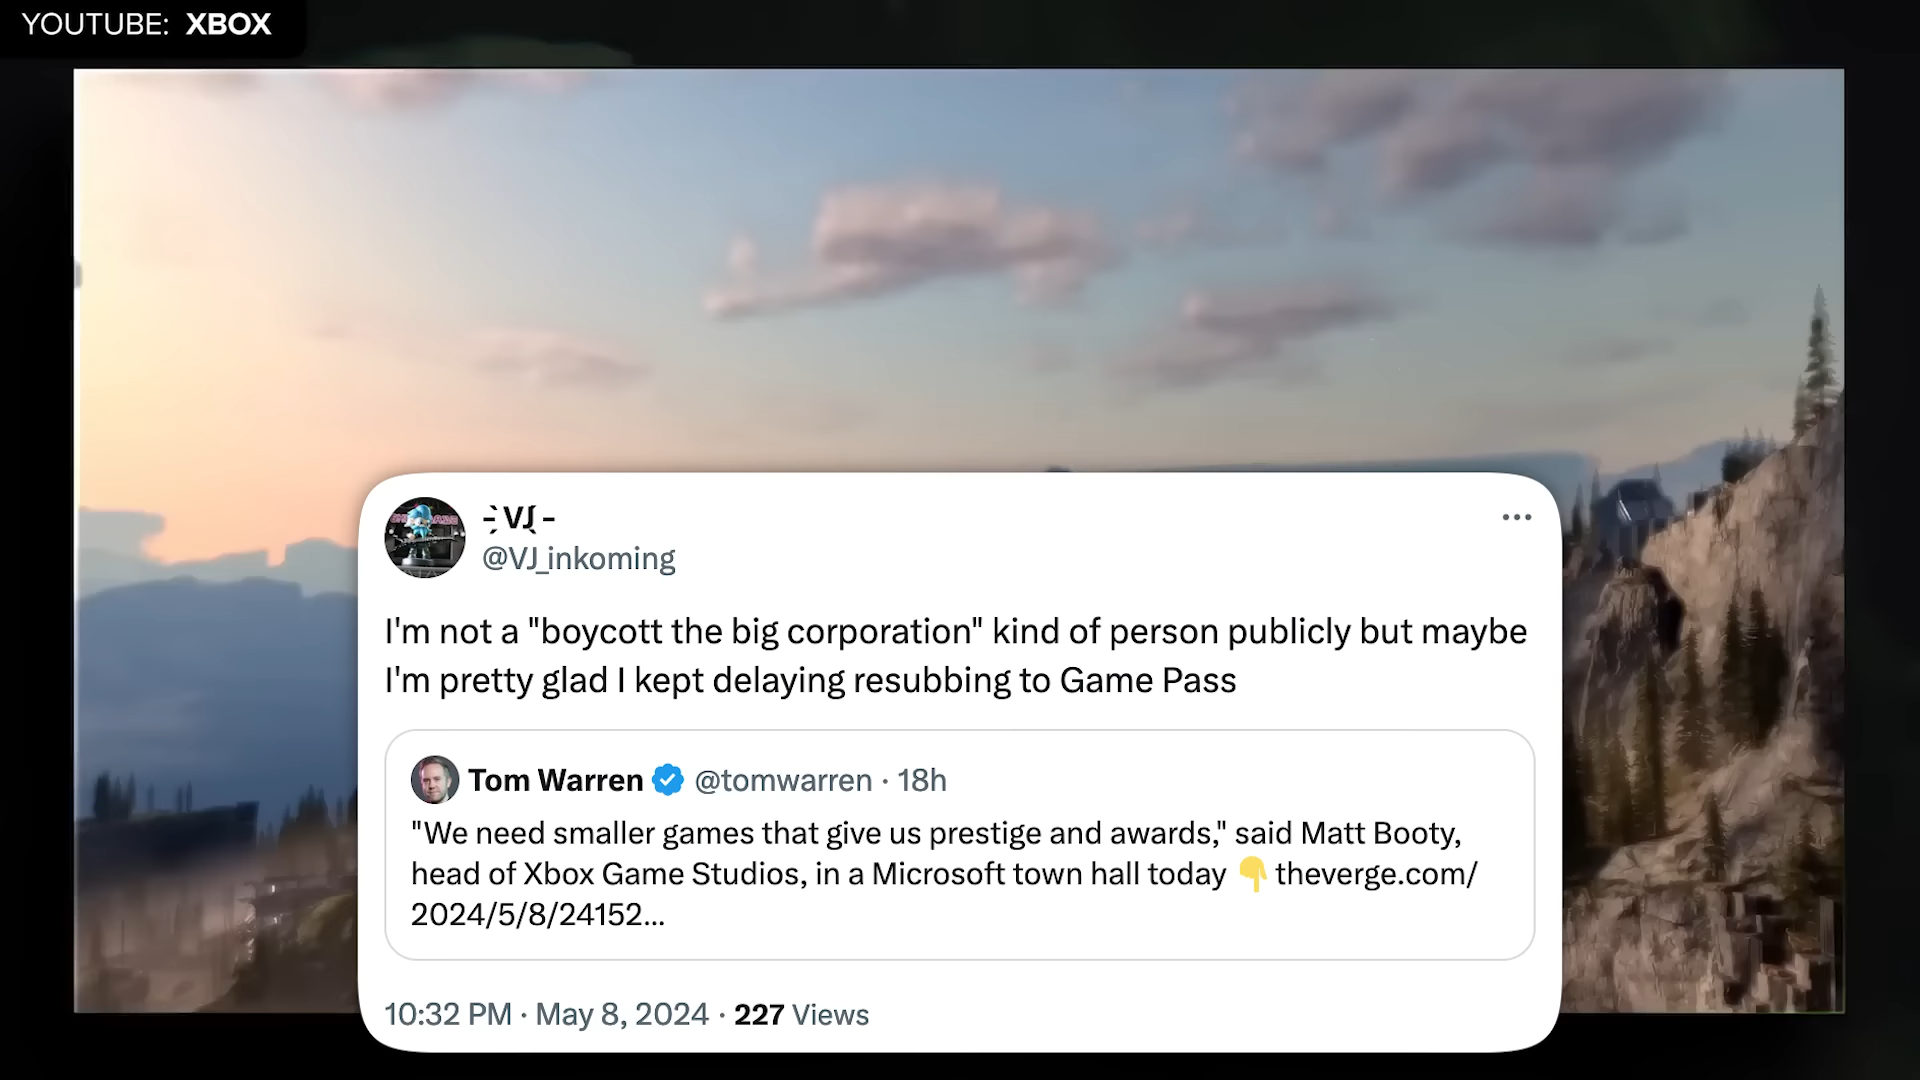 YOUTUBE: XBOX
- ̖̀ VJ̖ -
@VJ_inkoming
I'm not a "boycott the big corporation" kind of person publicly but maybe
I'm pretty glad I kept delaying resubbing to Game Pass
Tom Warren @tomwarren · 18h
"We need smaller games that give us prestige and awards," said Matt Booty,
head of Xbox Game Studios, in a Microsoft town hall today 👇 theverge.com/
2024/5/8/24152…
10:32 PM · May 8, 2024 · 227 Views